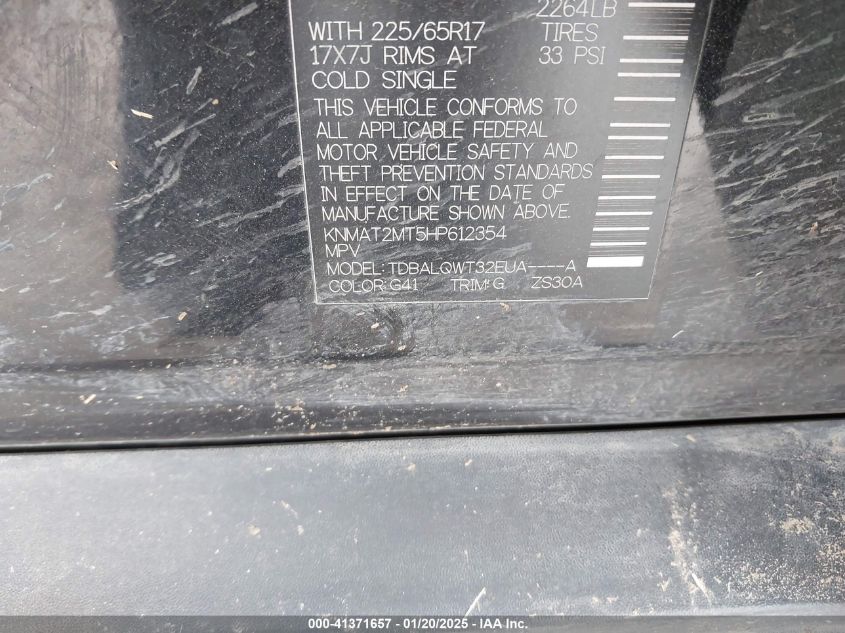 2264LB
WITH 225/65R17 TIRES
17X7J RIMS AT 33 PSI
COLD SINGLE
THIS VEHICLE CONFORMS TO
ALL APPLICABLE FEDERAL
MOTOR VEHICLE SAFETY AND
THEFT PREVENTION STANDARDS
IN EFFECT ON THE DATE OF
MANUFACTURE SHOWN ABOVE.
KNMAT2MT5HP612354
MPV
MODEL: TDBALQWT32EUA----A
COLOR: G41 TRIM: G ZS30A
000-41371657 - 01/20/2025 - IAA Inc.